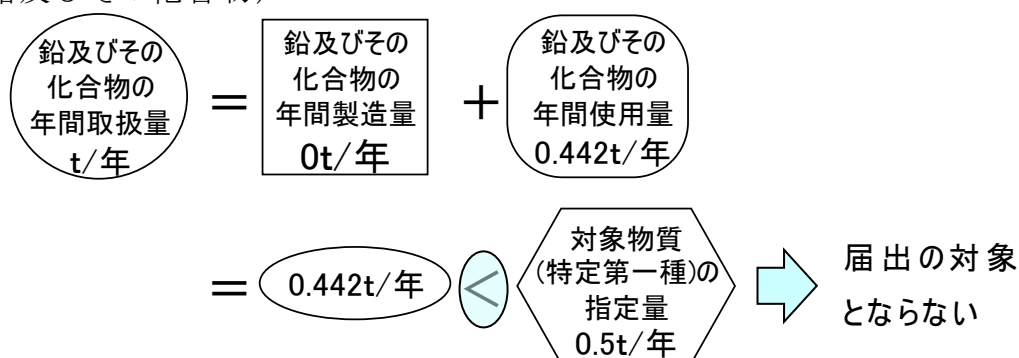 鉛及びその
化合物の
年間取扱量
t/年
＝
鉛及びその
化合物の
年間製造量
0t/年
＋
鉛及びその
化合物の
年間使用量
0.442t/年
＝
0.442t/年
＜
対象物質
(特定第一種)の
指定量
0.5t/年
届出の対象
とならない